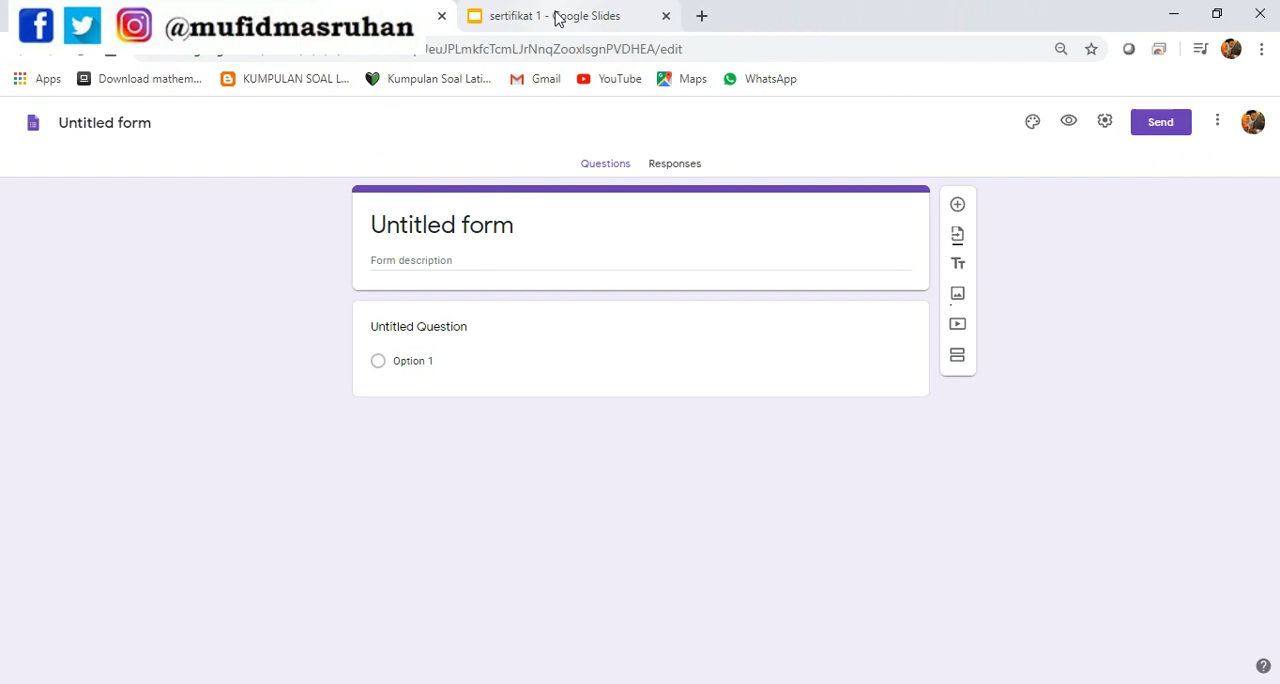 @mufidmasruhan
sertifikat 1 - Google Slides
JeuJPLmkfcTcmLJrNnqZooxlsgnPVDHEA/edit
Apps
Download mathem...
KUMPULAN SOAL L...
Kumpulan Soal Lati...
Gmail
YouTube
Maps
WhatsApp
Untitled form
Send
Questions
Responses
Untitled form
Form description
Untitled Question
Option 1